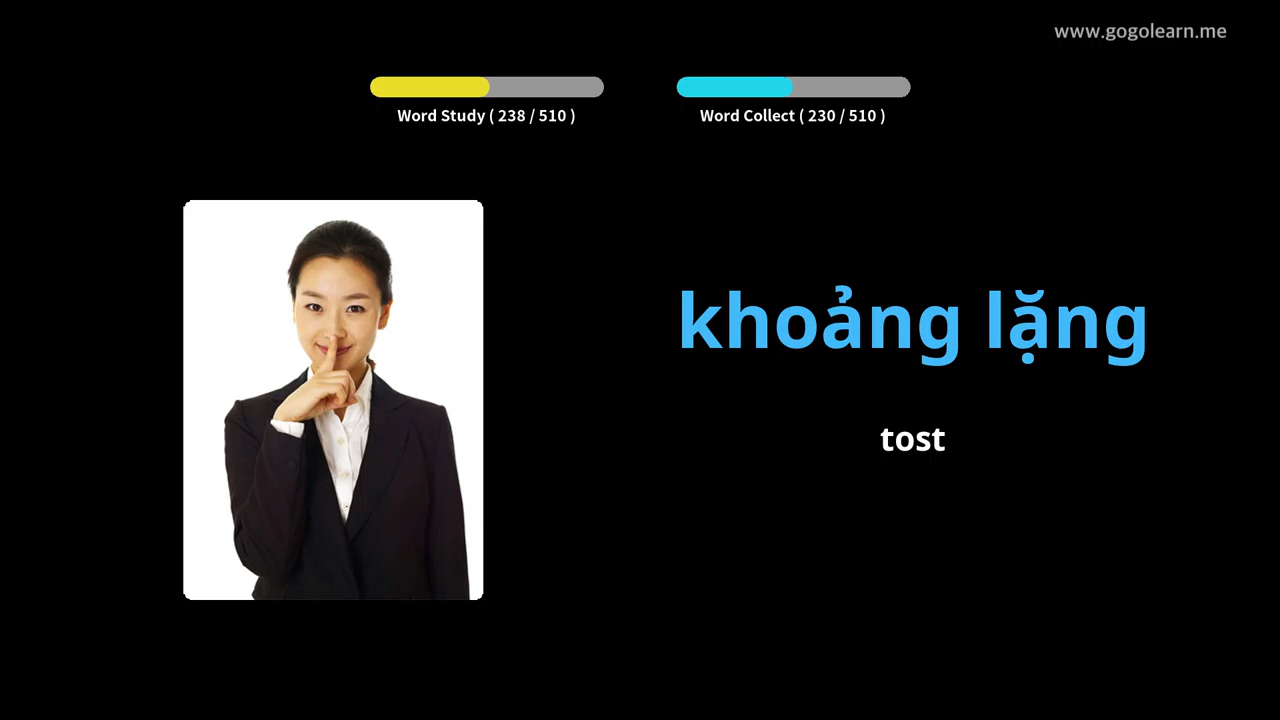 www.gogolearn.me
Word Study ( 238 / 510 )
Word Collect ( 230 / 510 )
khoảng lặng
tost